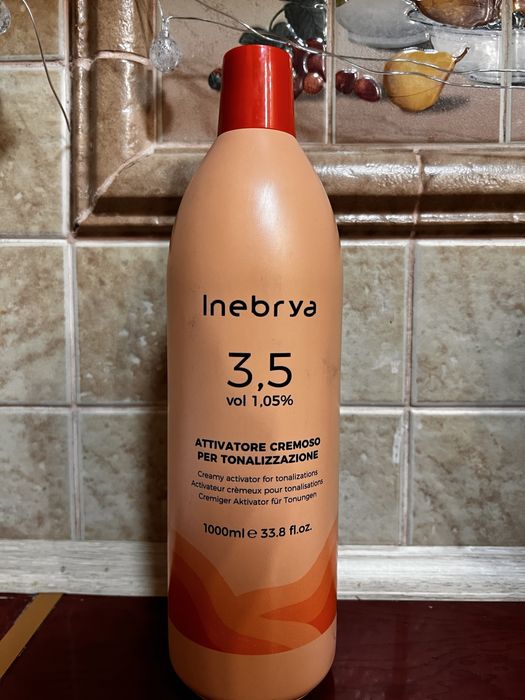 Inebrya
3,5
vol 1,05%
ATTIVATORE CREMOSO
PER TONALIZZAZIONE
Creamy activator for tonalizations
Activateur crèmeux pour tonalisations
Cremiger Aktivator für Tonungen
1000ml ℮ 33.8 fl.oz.